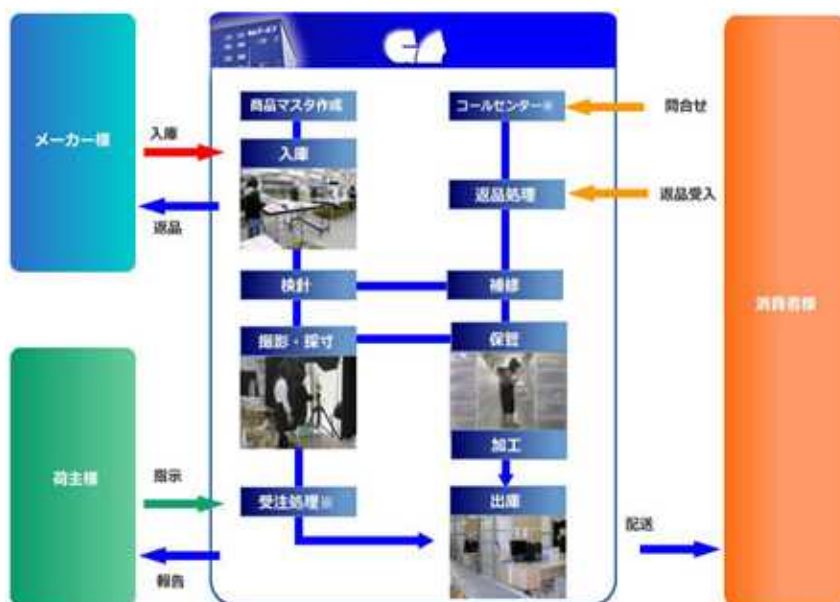 メーカー様
入庫
返品
荷主様
指示
報告
商品マスタ作成
入庫
検針
撮影・採寸
受注処理※
コールセンター※
返品処理
補修
保管
加工
出庫
問合せ
返品受入
配送
消費者様